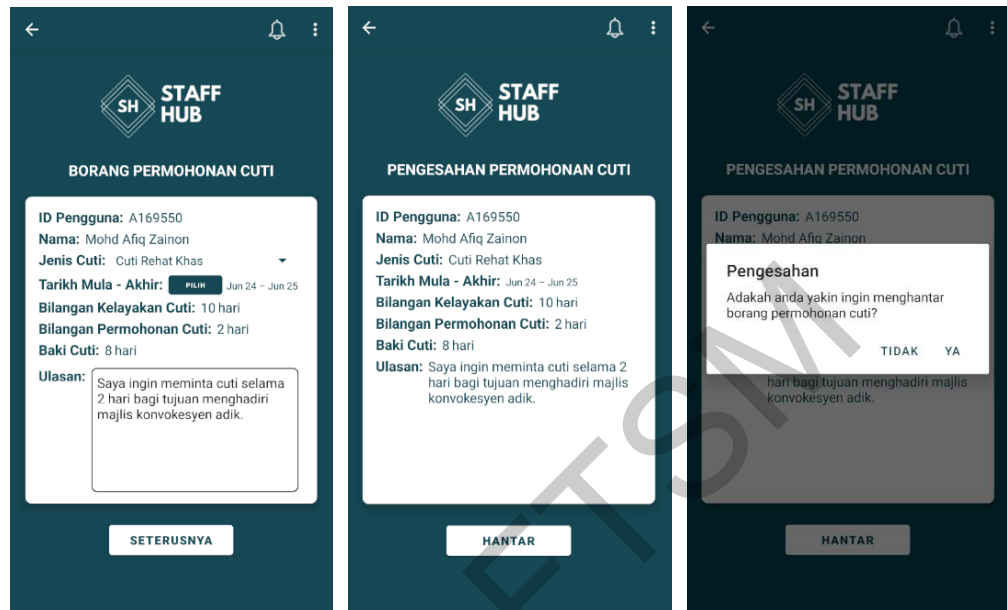 SH
STAFF
HUB
BORANG PERMOHONAN CUTI
ID Pengguna: A169550
Nama: Mohd Afiq Zainon
Jenis Cuti: Cuti Rehat Khas
Tarikh Mula - Akhir: PILIH Jun 24 – Jun 25
Bilangan Kelayakan Cuti: 10 hari
Bilangan Permohonan Cuti: 2 hari
Baki Cuti: 8 hari
Ulasan: Saya ingin meminta cuti selama
2 hari bagi tujuan menghadiri
majlis konvokesyen adik.
SETERUSNYA
SH
STAFF
HUB
PENGESAHAN PERMOHONAN CUTI
ID Pengguna: A169550
Nama: Mohd Afiq Zainon
Jenis Cuti: Cuti Rehat Khas
Tarikh Mula - Akhir: Jun 24 – Jun 25
Bilangan Kelayakan Cuti: 10 hari
Bilangan Permohonan Cuti: 2 hari
Baki Cuti: 8 hari
Ulasan: Saya ingin meminta cuti selama 2
hari bagi tujuan menghadiri majlis
konvokesyen adik.
HANTAR
SH
STAFF
HUB
PENGESAHAN PERMOHONAN CUTI
ID Pengguna: A169550
Nama: Mohd Afiq Zainon
Pengesahan
Adakah anda yakin ingin menghantar
borang permohonan cuti?
TIDAK YA
hari bagi tujuan menghadiri majlis
konvokesyen adik.
HANTAR
FTSM